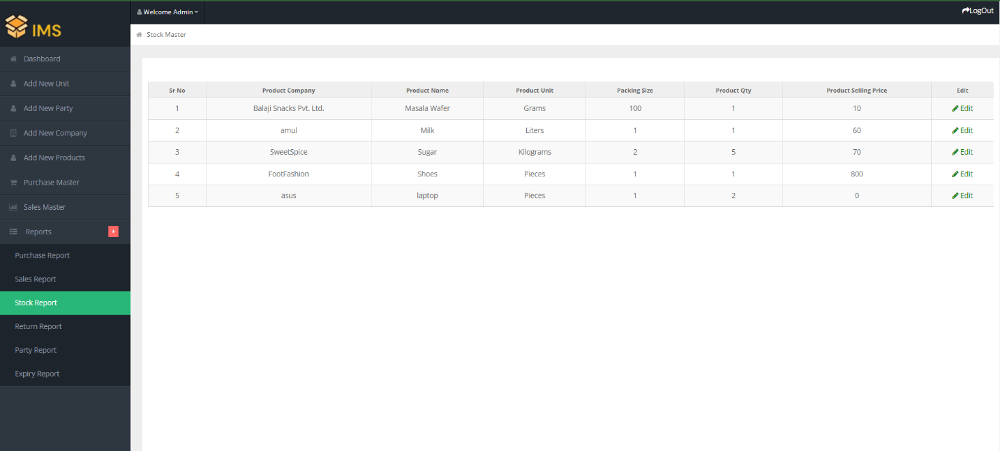 Welcome Admin
LogOut
IMS
Stock Master
Dashboard
Add New Unit
Add New Party
Add New Company
Add New Products
Purchase Master
Sales Master
Reports +
Purchase Report
Sales Report
Stock Report
Return Report
Party Report
Expiry Report
Sr No Product Company Product Name Product Unit Packing Size Product Qty Product Selling Price Edit
1 Balaji Snacks Pvt. Ltd. Masala Wafer Grams 100 1 10 Edit
2 amul Milk Liters 1 1 60 Edit
3 SweetSpice Sugar Kilograms 2 5 70 Edit
4 FootFashion Shoes Pieces 1 1 800 Edit
5 asus laptop Pieces 1 2 0 Edit